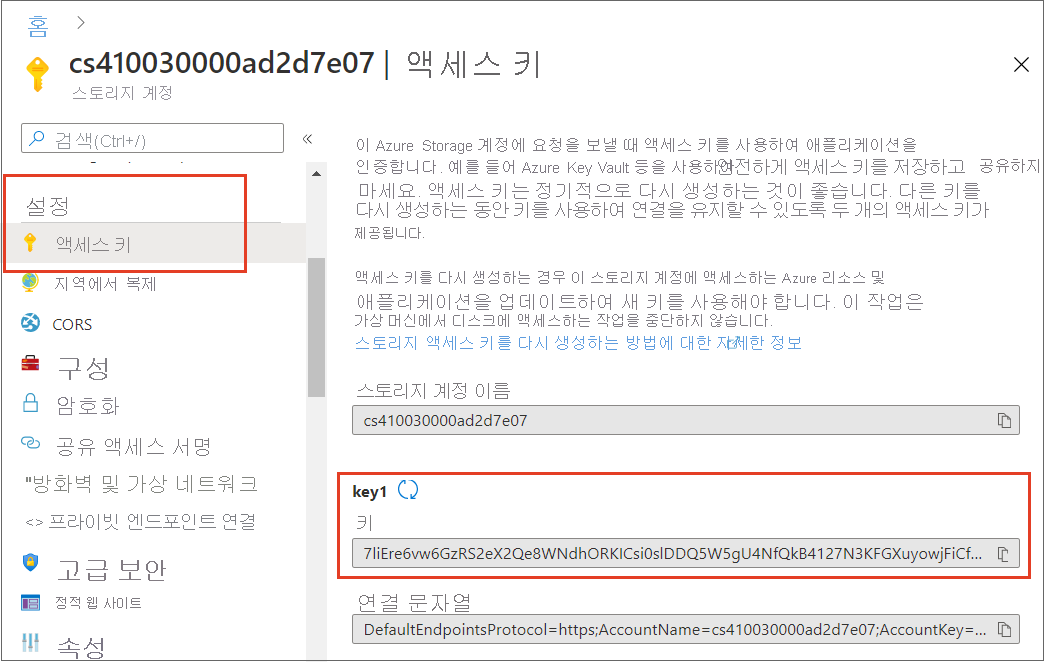 홈
cs410030000ad2d7e07 | 액세스 키
스토리지 계정
검색(Ctrl+/)
설정
액세스 키
지역에서 복제
CORS
구성
암호화
공유 액세스 서명
"방화벽 및 가상 네트워크
<> 프라이빗 엔드포인트 연결
고급 보안
정적 웹 사이트
속성
이 Azure Storage 계정에 요청을 보낼 때 액세스 키를 사용하여 애플리케이션을
인증합니다. 예를 들어 Azure Key Vault 등을 사용하여 안전하게 액세스 키를 저장하고 공유하지
마세요. 액세스 키는 정기적으로 다시 생성하는 것이 좋습니다. 다른 키를
다시 생성하는 동안 키를 사용하여 연결을 유지할 수 있도록 두 개의 액세스 키가
제공됩니다.
액세스 키를 다시 생성하는 경우 이 스토리지 계정에 액세스하는 Azure 리소스 및
애플리케이션을 업데이트하여 새 키를 사용해야 합니다. 이 작업은
가상 머신에서 디스크에 액세스하는 작업을 중단하지 않습니다.
스토리지 액세스 키를 다시 생성하는 방법에 대한 자세한 정보
스토리지 계정 이름
cs410030000ad2d7e07
key1
키
7liEre6vw6GzRS2eX2Qe8WNdhORKICsi0slDDQ5W5gU4NfQkB4127N3KFGXuyowjFiCf...
연결 문자열
DefaultEndpointsProtocol=https;AccountName=cs410030000ad2d7e07;AccountKey=...